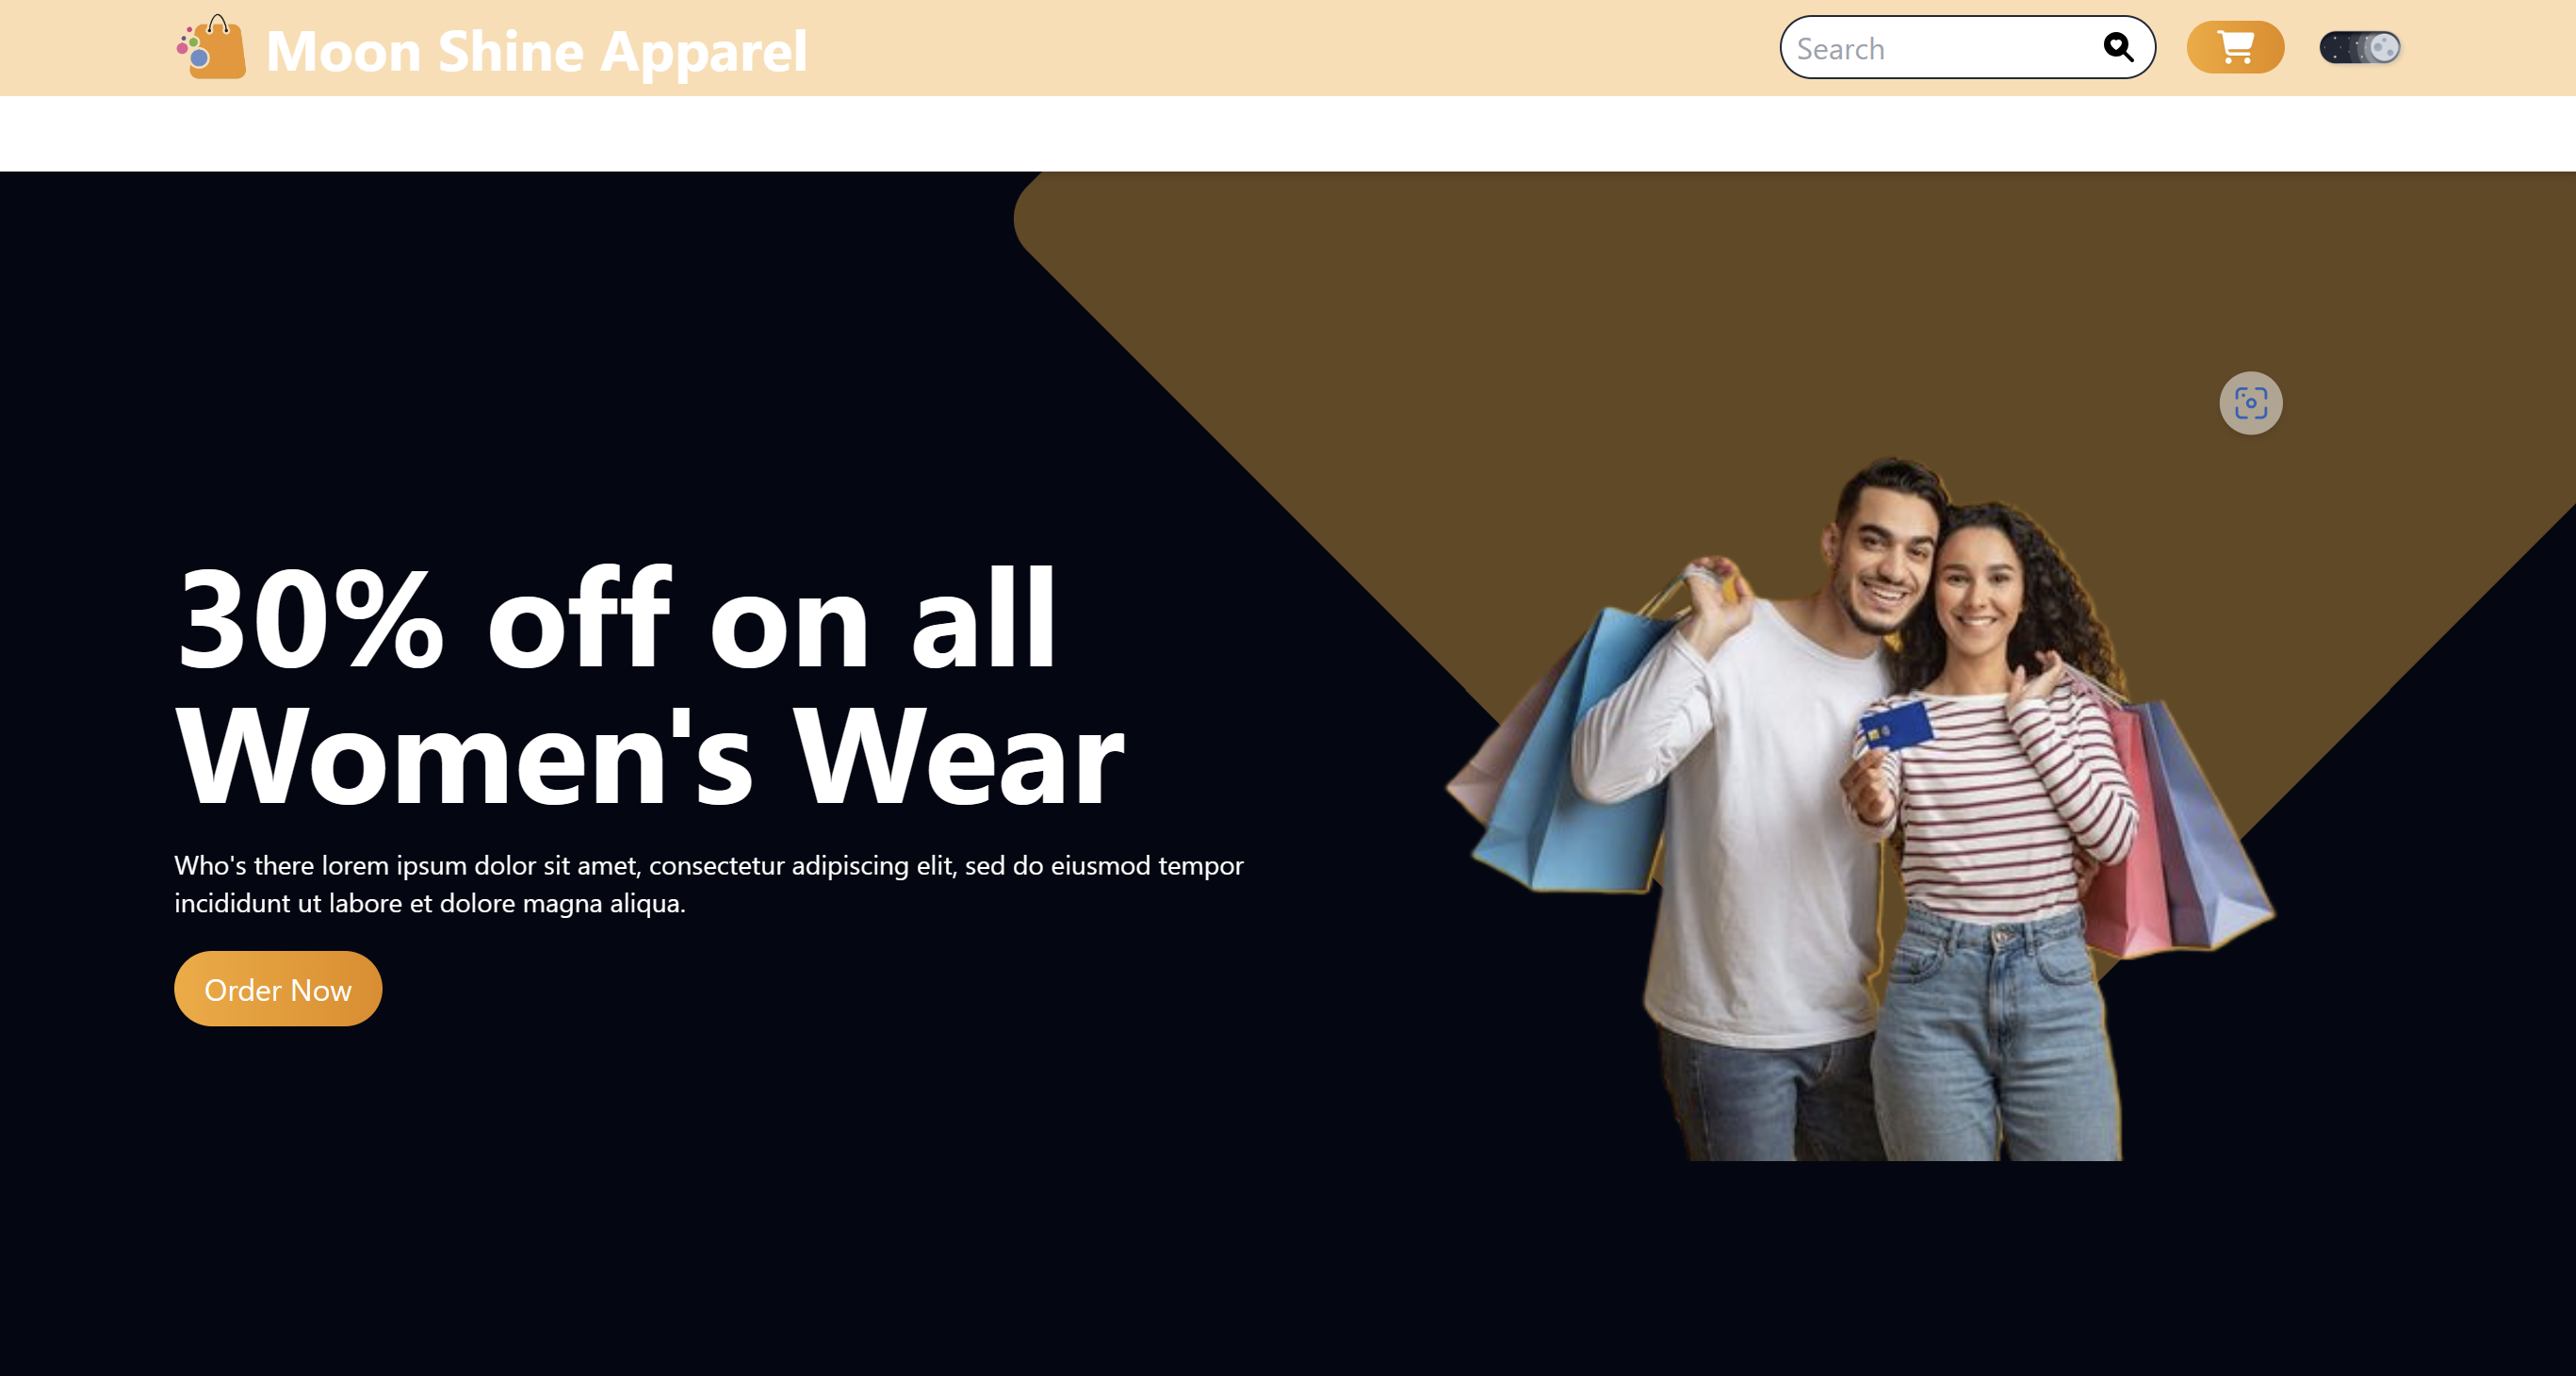 Moon Shine Apparel
Search
30% off on all
Women's Wear
Who's there lorem ipsum dolor sit amet, consectetur adipiscing elit, sed do eiusmod tempor
incididunt ut labore et dolore magna aliqua.
Order Now